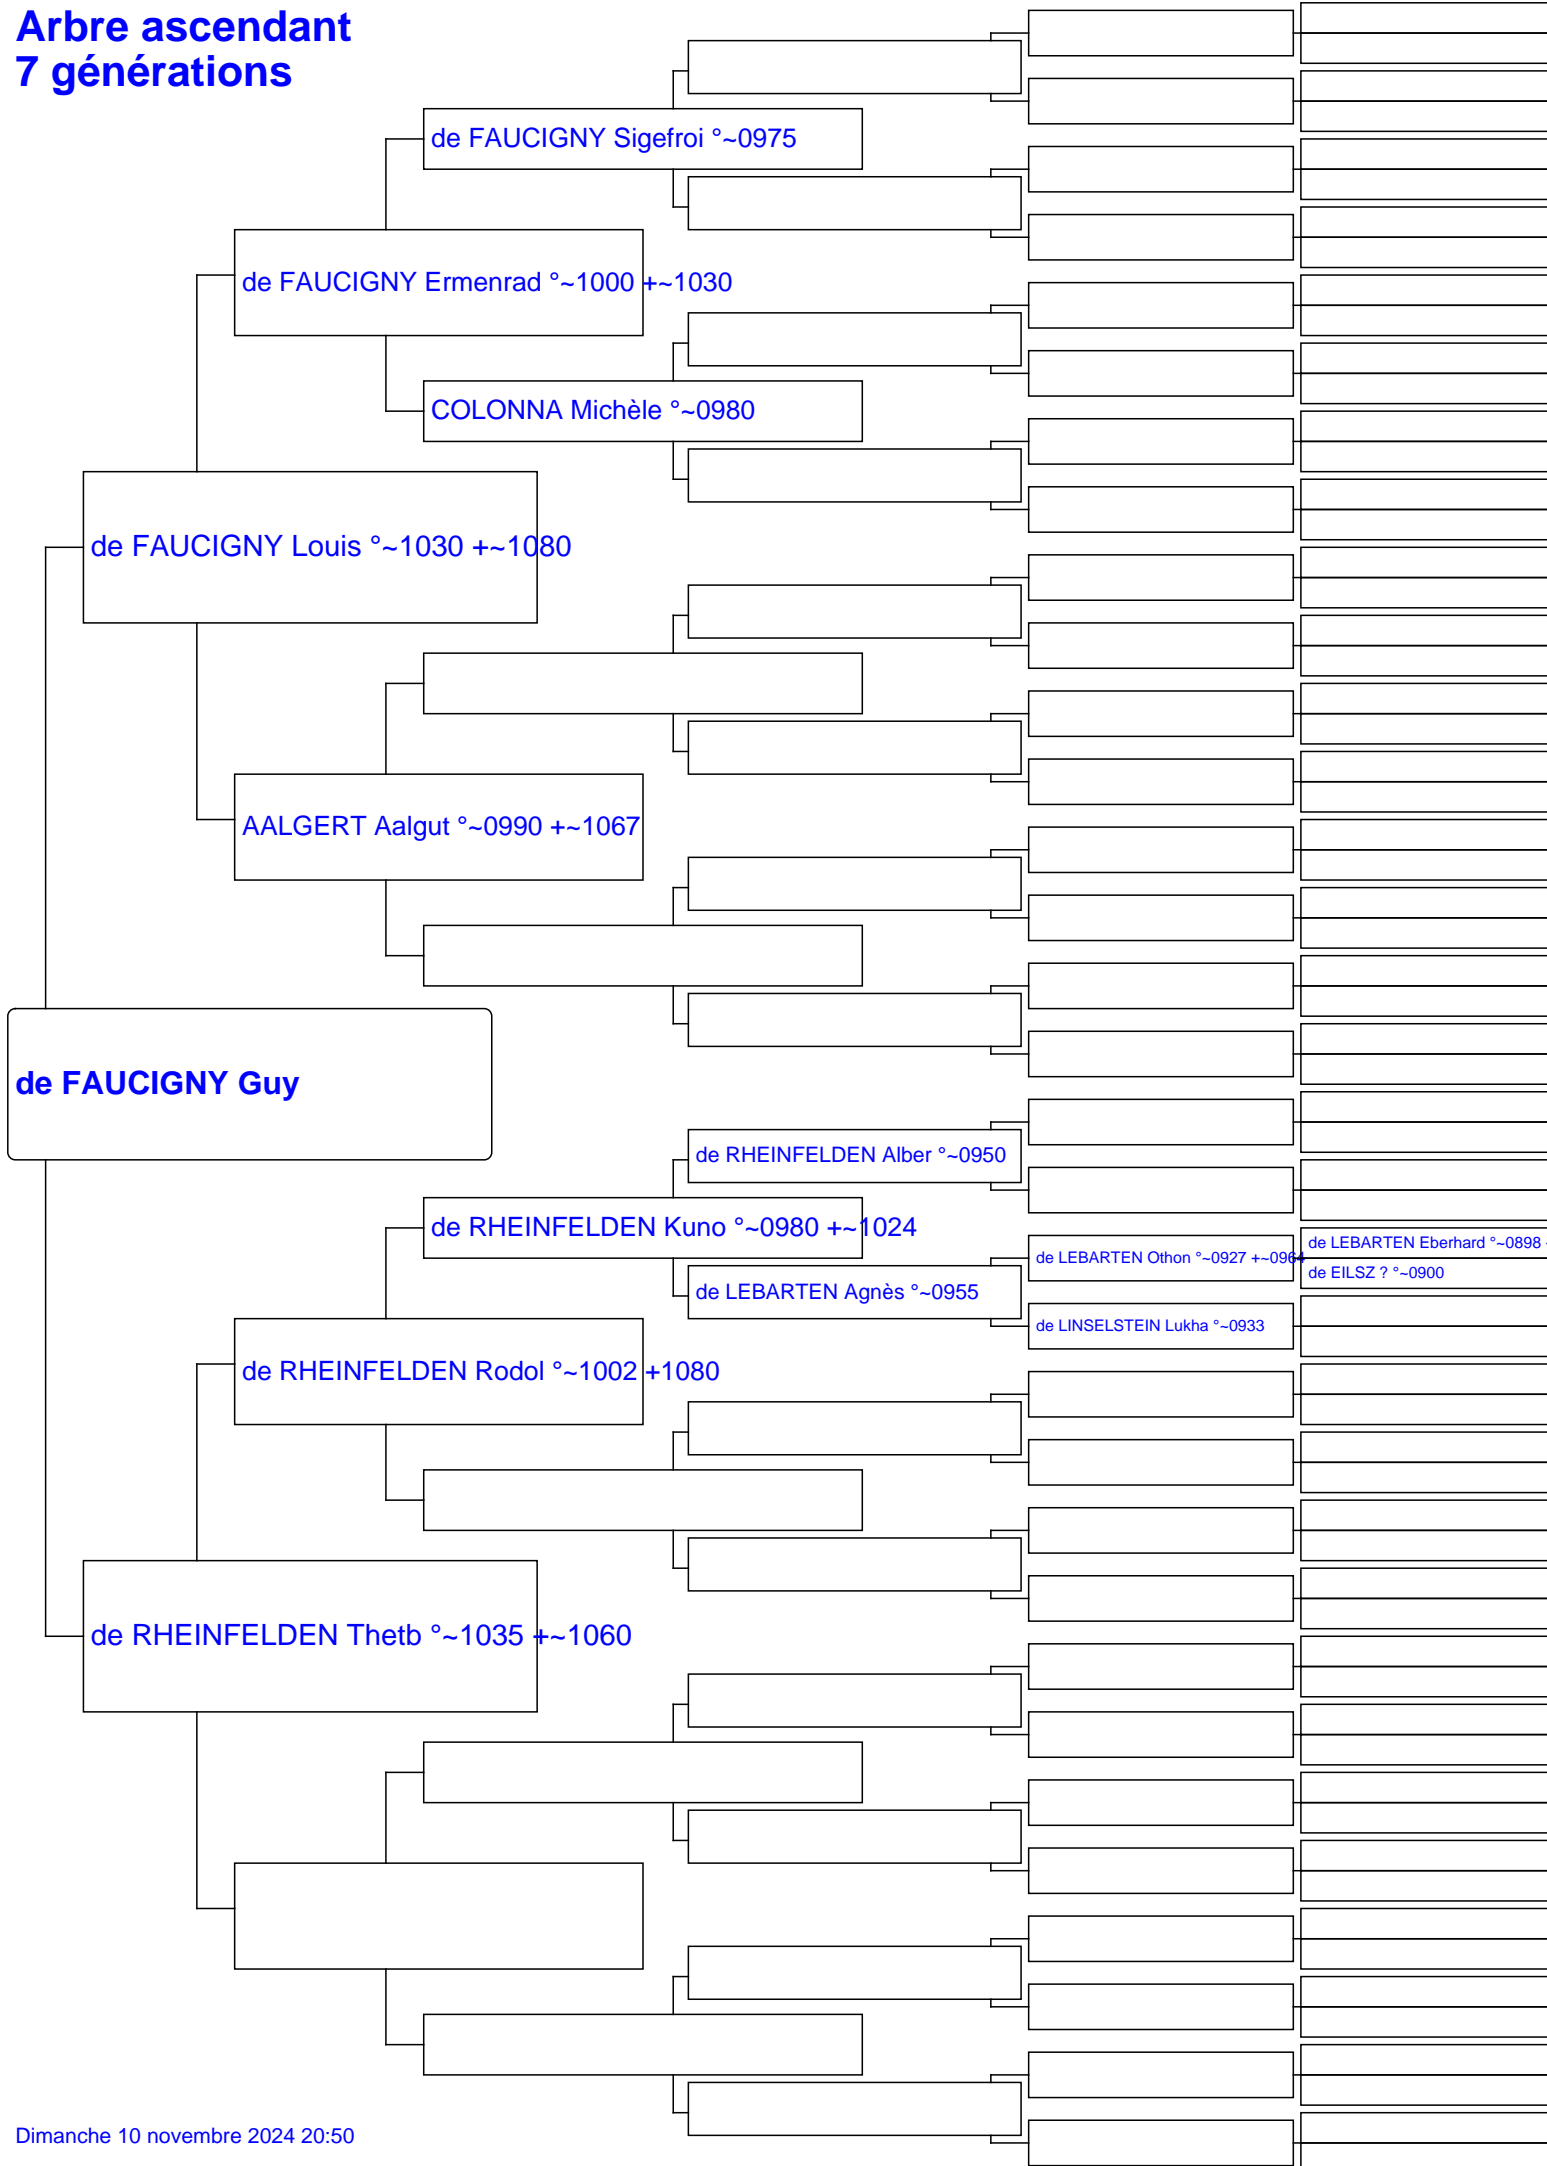 Arbre ascendant
7 générations
de FAUCIGNY Sigefroi °~0975
de FAUCIGNY Ermenrad °~1000 +~1030
COLONNA Michèle °~0980
de FAUCIGNY Louis °~1030 +~1080
AALGERT Aalgut °~0990 +~1067
de FAUCIGNY Guy
de RHEINFELDEN Alber °~0950
de RHEINFELDEN Kuno °~0980 +~1024
de LEBARTEN Eberhard °~0898
de LEBARTEN Othon °~0927 +~0964
de EILSZ ? °~0900
de LEBARTEN Agnès °~0955
de LINSELSTEIN Lukha °~0933
de RHEINFELDEN Rodol °~1002 +1080
de RHEINFELDEN Thetb °~1035 +~1060
Dimanche 10 novembre 2024 20:50